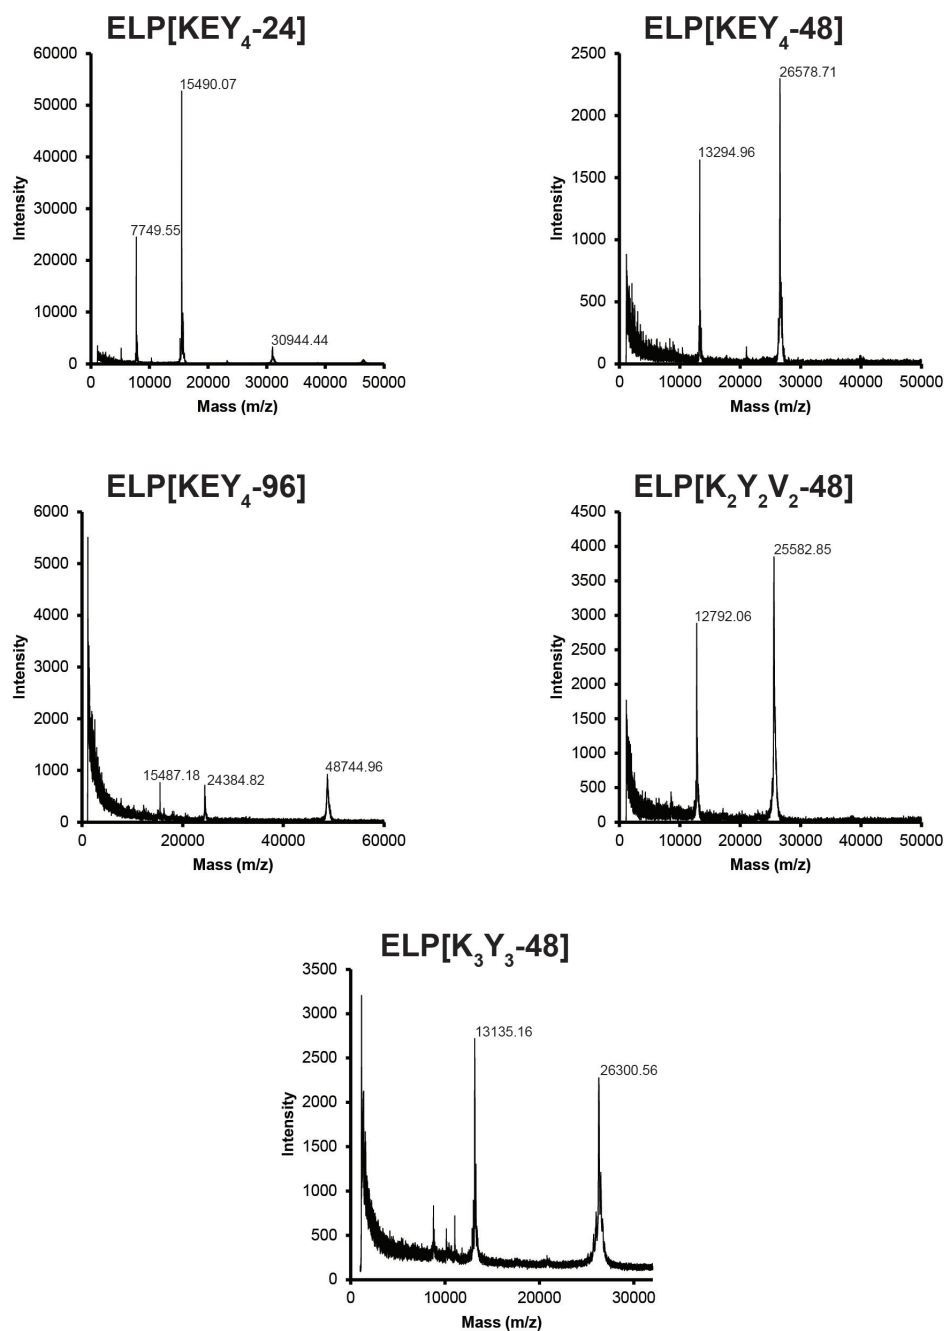 ELP[KEY4-24]
60000
50000
40000
30000
20000
10000
0
Intensity
7749.55
15490.07
30944.44
0 10000 20000 30000 40000 50000
Mass (m/z)
ELP[KEY4-48]
2500
2000
1500
1000
500
0
Intensity
13294.96
26578.71
0 10000 20000 30000 40000 50000
Mass (m/z)
ELP[KEY4-96]
6000
5000
4000
3000
2000
1000
0
Intensity
15487.18
24384.82
48744.96
0 20000 40000 60000
Mass (m/z)
ELP[K2Y2V2-48]
4500
4000
3500
3000
2500
2000
1500
1000
500
0
Intensity
12792.06
25582.85
0 10000 20000 30000 40000 50000
Mass (m/z)
ELP[K3Y3-48]
3500
3000
2500
2000
1500
1000
500
0
Intensity
13135.16
26300.56
0 10000 20000 30000
Mass (m/z)